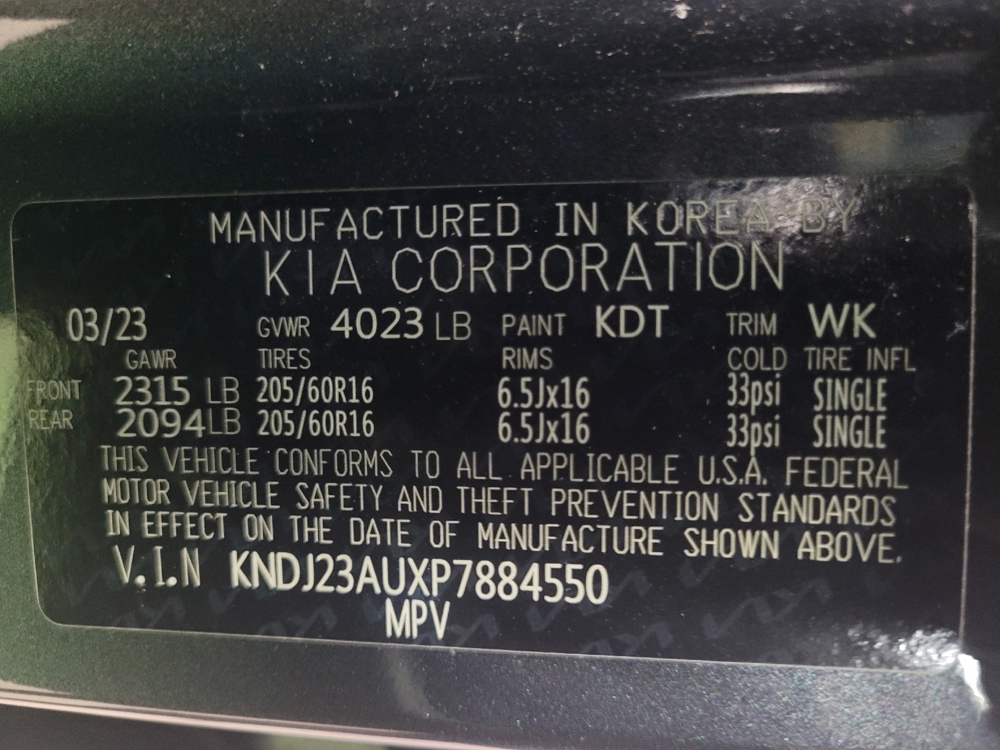 MANUFACTURED IN KOREA BY
KIA CORPORATION
03/23 GVWR 4023 LB PAINT KDT TRIM WK
GAWR TIRES RIMS COLD TIRE INFL
FRONT 2315 LB 205/60R16 6.5Jx16 33psi SINGLE
REAR 2094LB 205/60R16 6.5Jx16 33psi SINGLE
THIS VEHICLE CONFORMS TO ALL APPLICABLE U.S.A. FEDERAL
MOTOR VEHICLE SAFETY AND THEFT PREVENTION STANDARDS
IN EFFECT ON THE DATE OF MANUFACTURE SHOWN ABOVE.
V.I.N KNDJ23AUXP7884550
MPV